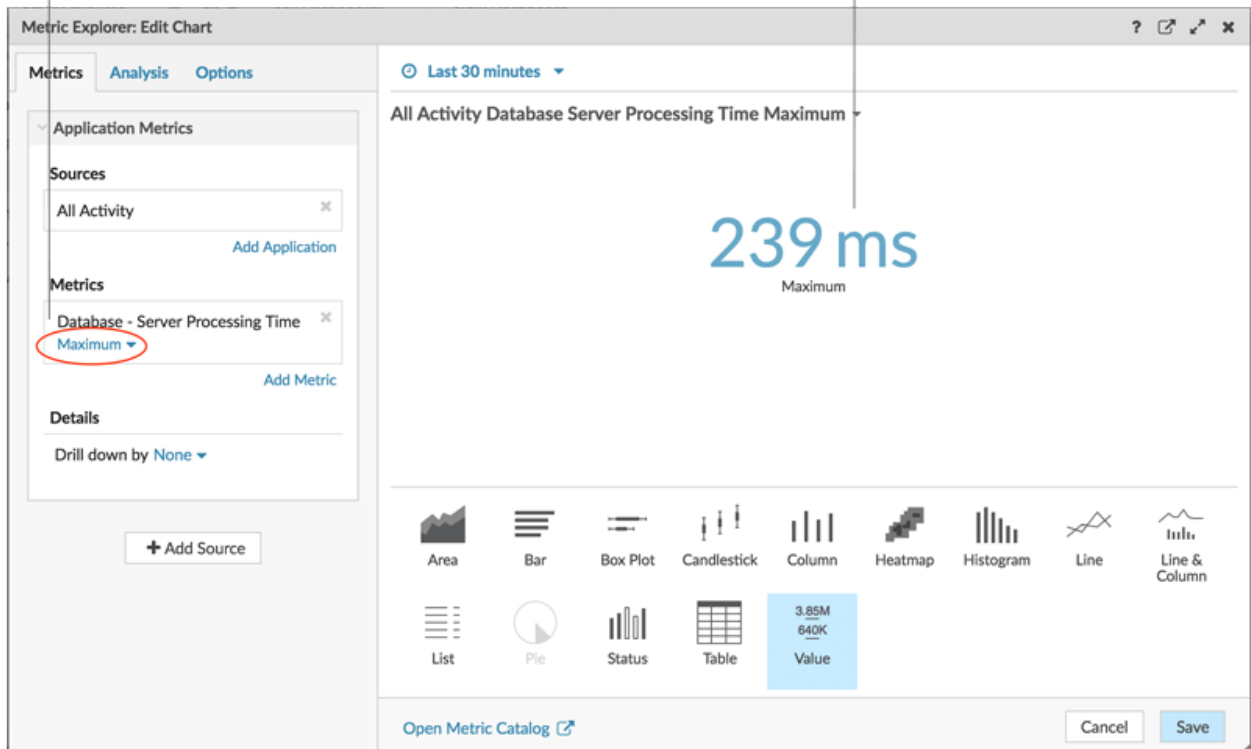 Metric Explorer: Edit Chart
?
Metrics Analysis Options
Last 30 minutes
Application Metrics
All Activity Database Server Processing Time Maximum
Sources
All Activity
Add Application
239 ms
Maximum
Metrics
Database - Server Processing Time
Maximum
Add Metric
Details
Drill down by None
+ Add Source
Area Bar Box Plot Candlestick Column Heatmap Histogram Line Line &
Column
3.85M
640K
List Pie Status Table Value
Open Metric Catalog
Cancel Save